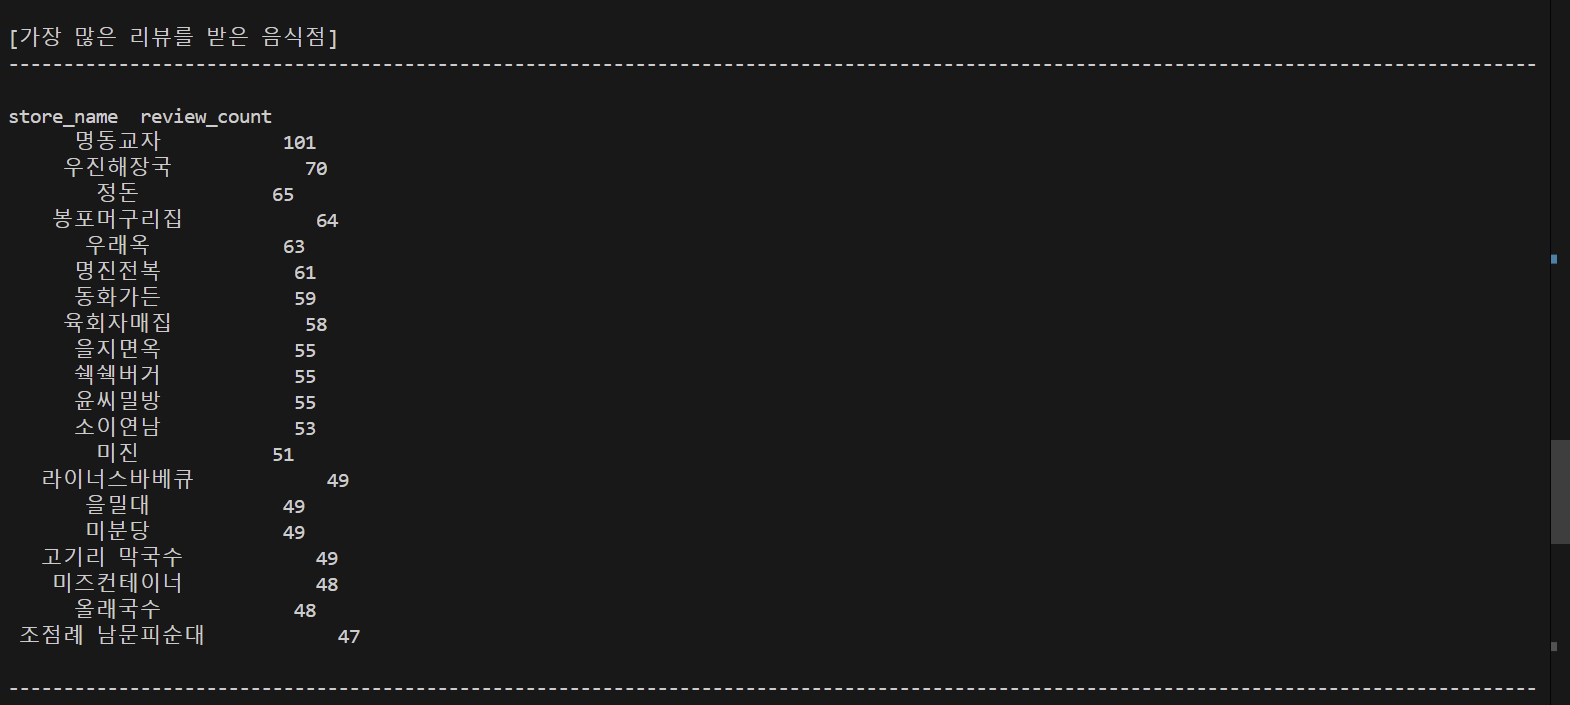 [가장 많은 리뷰를 받은 음식점]
--------------------------------------------------------------------------------------------------------------------------------------------
store_name  review_count
명동교자 101
우진해장국 70
정돈 65
봉포머구리집 64
우래옥 63
명진전복 61
동화가든 59
육회자매집 58
을지면옥 55
쉑쉑버거 55
윤씨밀방 55
소이연남 53
미진 51
라이너스바베큐 49
을밀대 49
미분당 49
고기리 막국수 49
미즈컨테이너 48
올래국수 48
조점례 남문피순대 47
--------------------------------------------------------------------------------------------------------------------------------------------